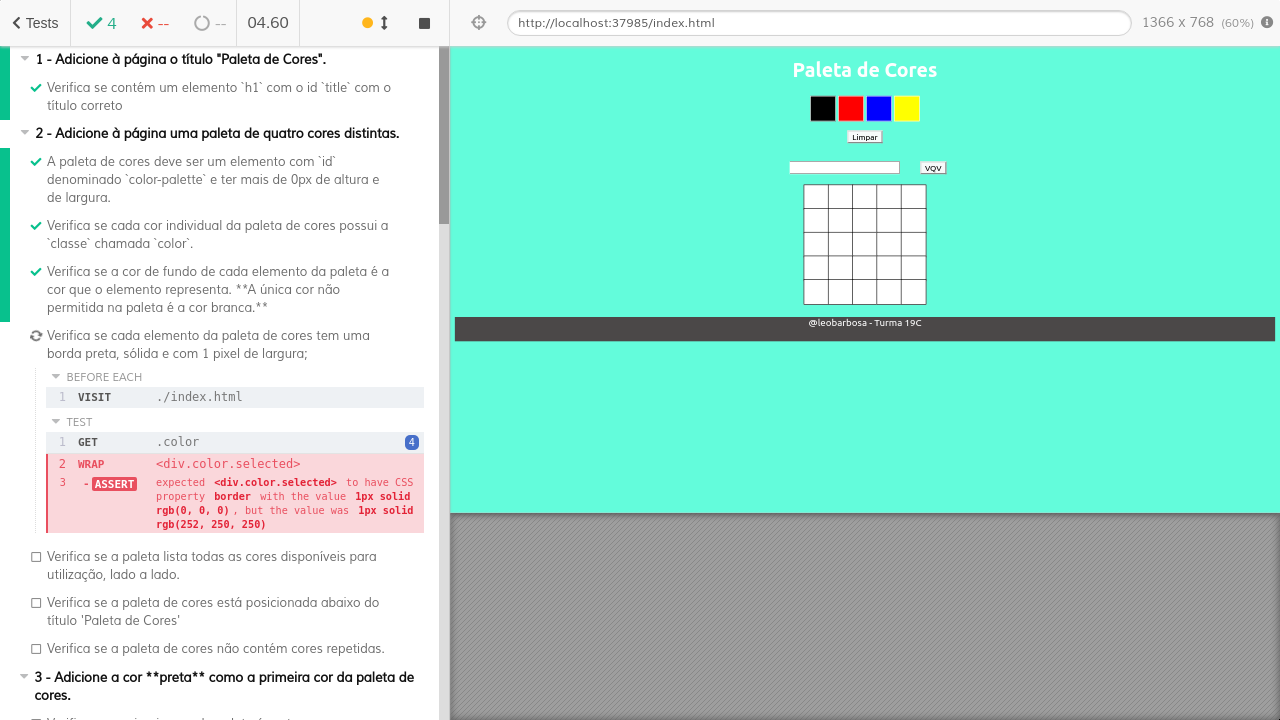 Tests
4
--
--
04.60
http://localhost:37985/index.html
1366 x 768 (60%)
1 - Adicione à página o título "Paleta de Cores".
Verifica se contém um elemento `h1` com o id `title` com o
título correto
2 - Adicione à página uma paleta de quatro cores distintas.
A paleta de cores deve ser um elemento com `id`
denominado `color-palette` e ter mais de 0px de altura e
de largura.
Verifica se cada cor individual da paleta de cores possui a
`classe` chamada `color`.
Verifica se a cor de fundo de cada elemento da paleta é a
cor que o elemento representa. **A única cor não
permitida na paleta é a cor branca.**
Verifica se cada elemento da paleta de cores tem uma
borda preta, sólida e com 1 pixel de largura;
BEFORE EACH
1 VISIT ./index.html
TEST
1 GET .color 4
2 WRAP <div.color.selected>
3 -ASSERT expected <div.color.selected> to have CSS
property border with the value 1px solid
rgb(0, 0, 0), but the value was 1px solid
rgb(252, 250, 250)
Verifica se a paleta lista todas as cores disponíveis para
utilização, lado a lado.
Verifica se a paleta de cores está posicionada abaixo do
título 'Paleta de Cores'
Verifica se a paleta de cores não contém cores repetidas.
3 - Adicione a cor **preta** como a primeira cor da paleta de
cores.
Paleta de Cores
Limpar
VQV
@leobarbosa - Turma 19C